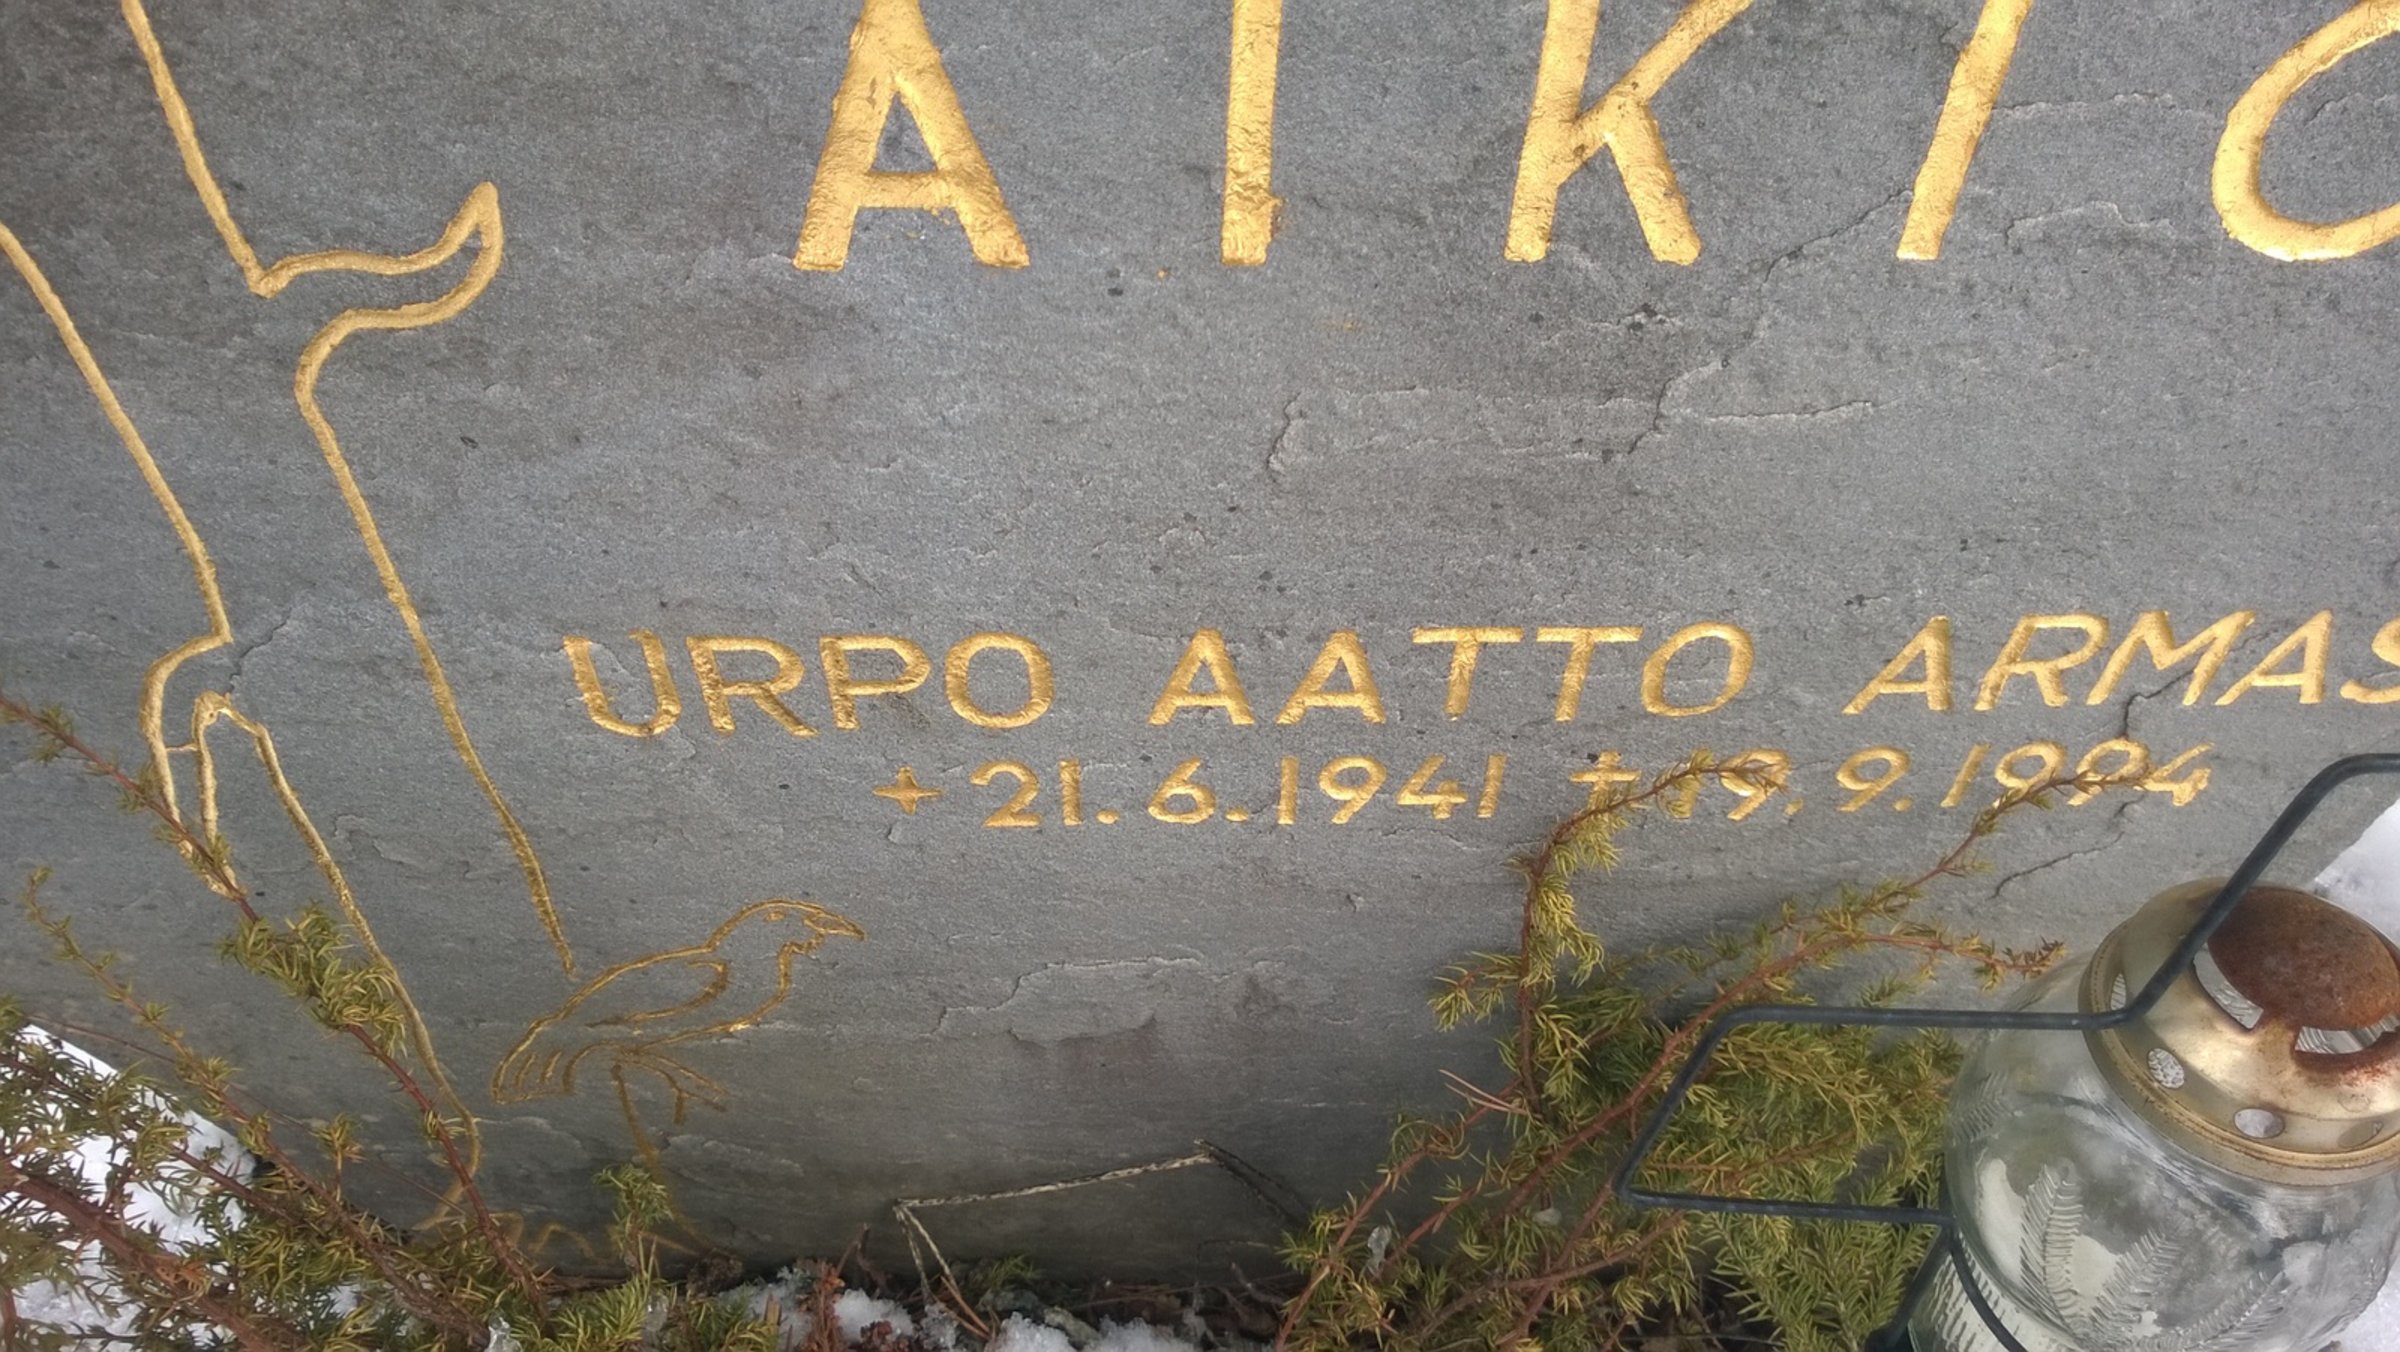 AIKIO
URPO AATTO ARMAS
+ 21.6.1941 † 19.9.1994